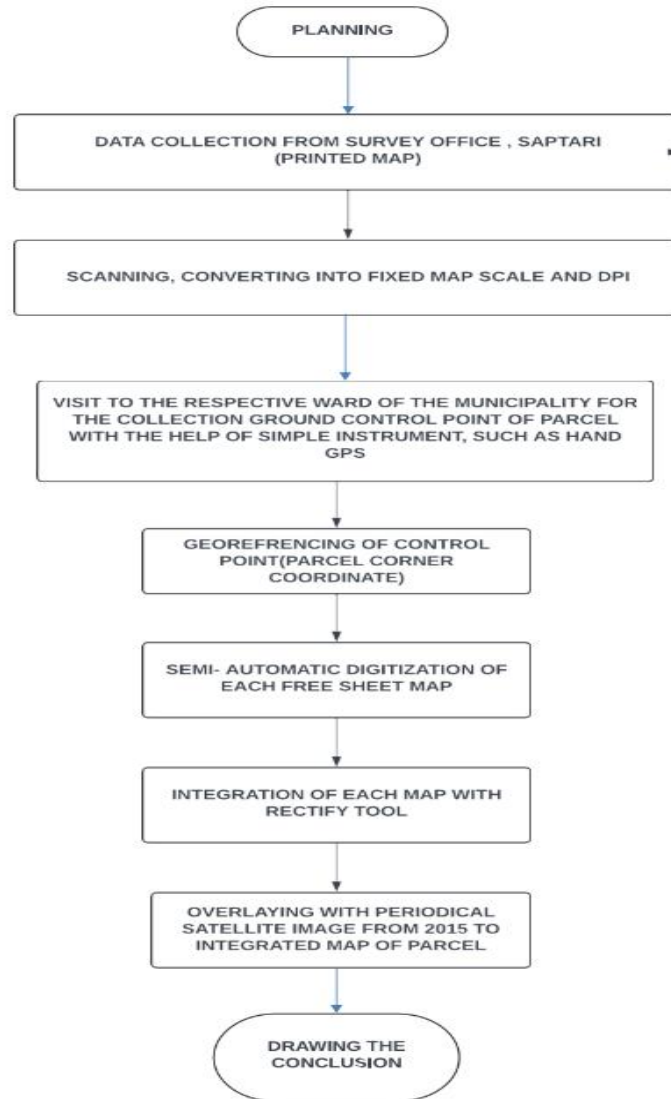 PLANNING
DATA COLLECTION FROM SURVEY OFFICE , SAPTARI
(PRINTED MAP)
SCANNING, CONVERTING INTO FIXED MAP SCALE AND DPI
VISIT TO THE RESPECTIVE WARD OF THE MUNICIPALITY FOR
THE COLLECTION GROUND CONTROL POINT OF PARCEL
WITH THE HELP OF SIMPLE INSTRUMENT, SUCH AS HAND
GPS
GEOREFRENCING OF CONTROL
POINT(PARCEL CORNER
COORDINATE)
SEMI- AUTOMATIC DIGITIZATION OF
EACH FREE SHEET MAP
INTEGRATION OF EACH MAP WITH
RECTIFY TOOL
OVERLAYING WITH PERIODICAL
SATELLITE IMAGE FROM 2015 TO
INTEGRATED MAP OF PARCEL
DRAWING THE
CONCLUSION